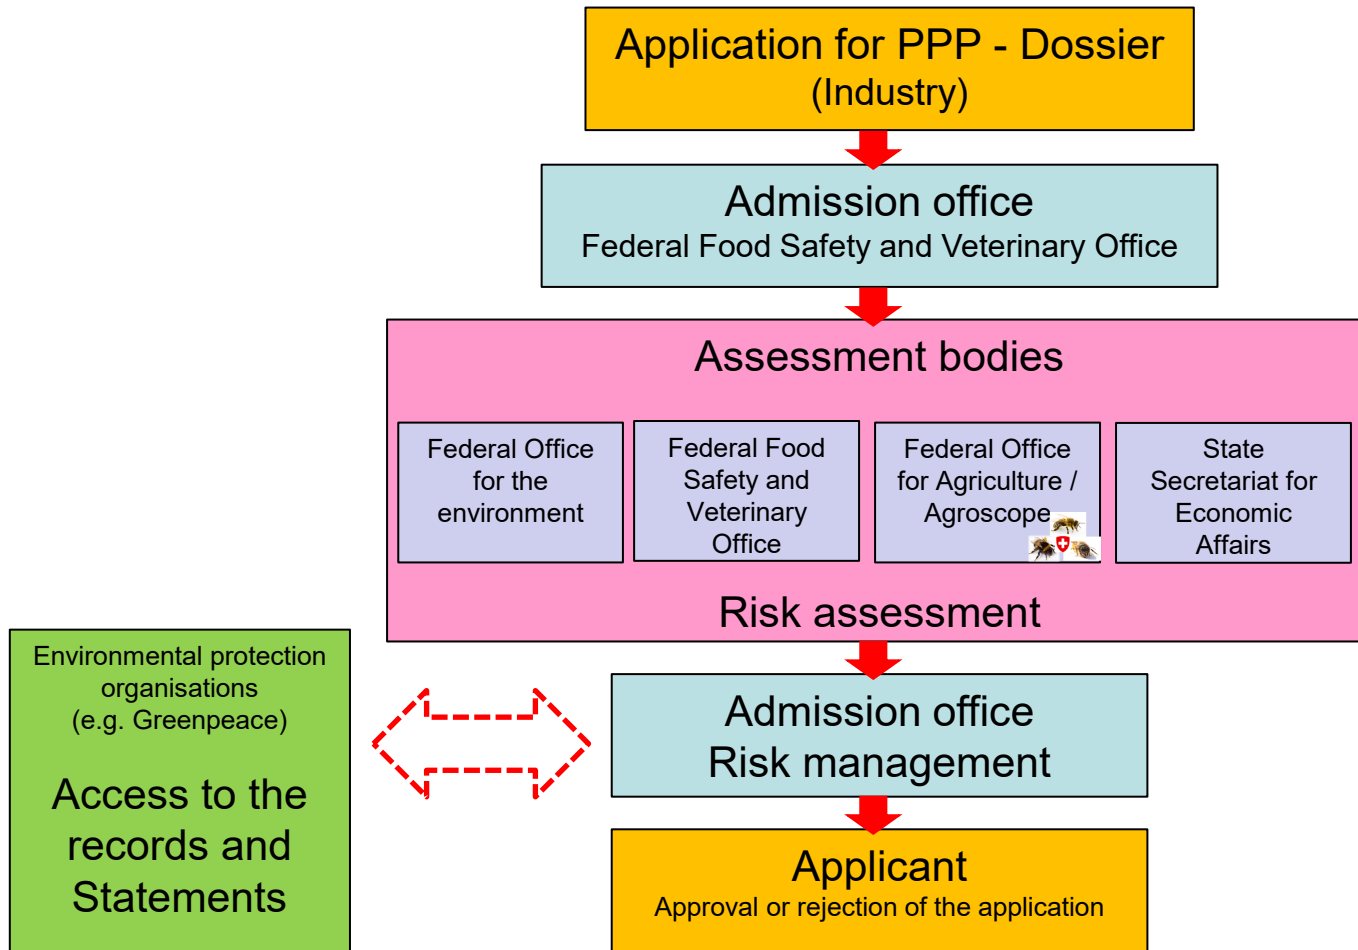 Application for PPP - Dossier
(Industry)
Admission office
Federal Food Safety and Veterinary Office
Assessment bodies
Federal Office
for the
environment
Federal Food
Safety and
Veterinary
Office
Federal Office
for Agriculture /
Agroscope
State
Secretariat for
Economic
Affairs
Risk assessment
Environmental protection
organisations
(e.g. Greenpeace)
Access to the
records and
Statements
Admission office
Risk management
Applicant
Approval or rejection of the application